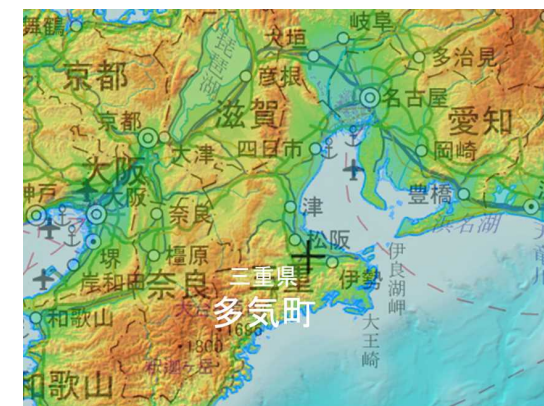 舞鶴
岐阜
大垣
琵琶湖
多治見
京都
彦根
名古屋
滋賀
愛知
京都
四日市
岡崎
大津
大阪
神戸
大阪
豊橋
奈良
津
浜名湖
松阪
橿原
堺
伊良湖岬
岸和田
奈良
三重県
伊勢
多気町
和歌山
大王崎
1695
和歌山